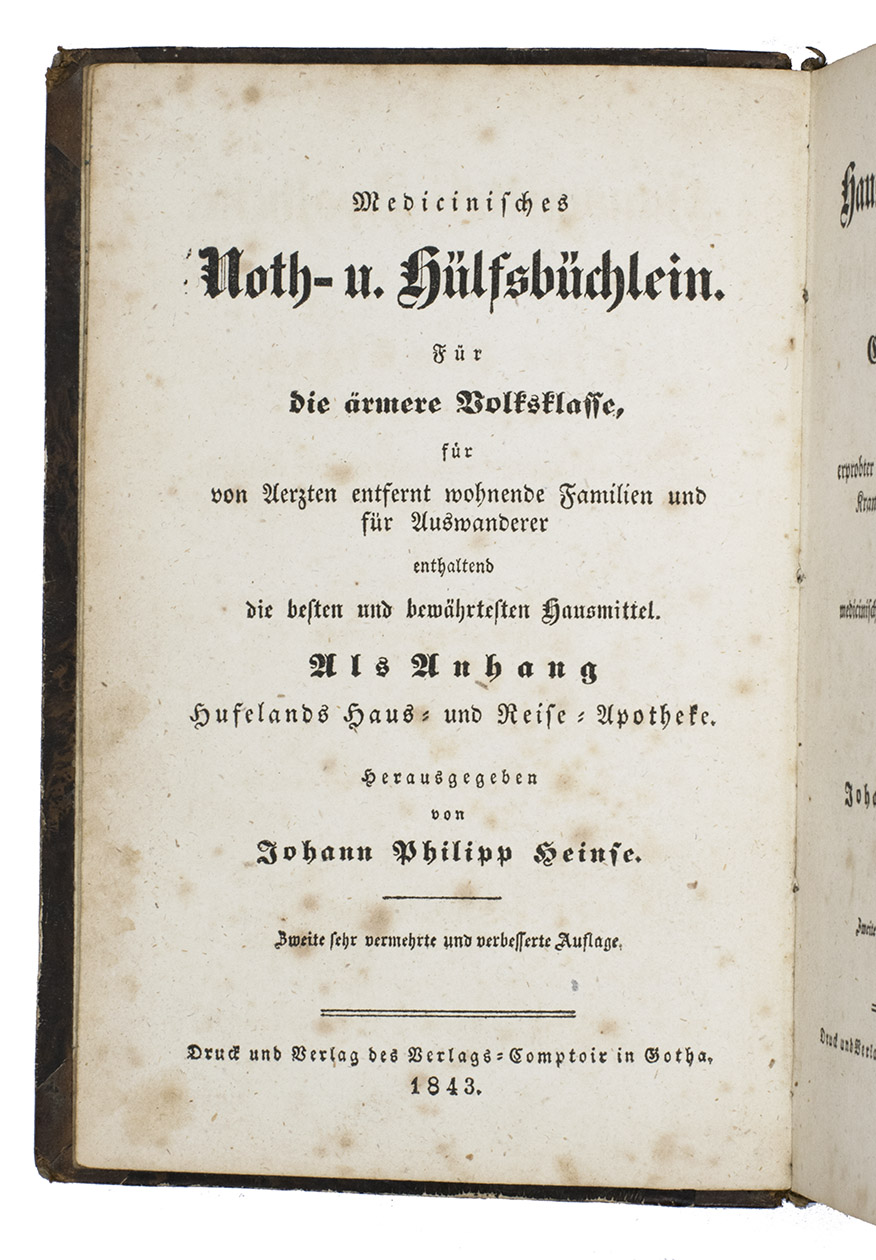 Medicinisches
Noth- u. Hülfsbüchlein.
Für
die ärmere Volksklasse,
für
von Aerzten entfernt wohnende Familien und
für Auswanderer
enthaltend
die besten und bewährtesten Hausmittel.
Als Anhang
Hufelands Haus- und Reise-Apotheke.
Herausgegeben
von
Johann Philipp Heinse.
Zweite sehr vermehrte und verbesserte Auflage.
Druck und Verlag des Verlags-Comptoir in Gotha.
1843.
erprobter